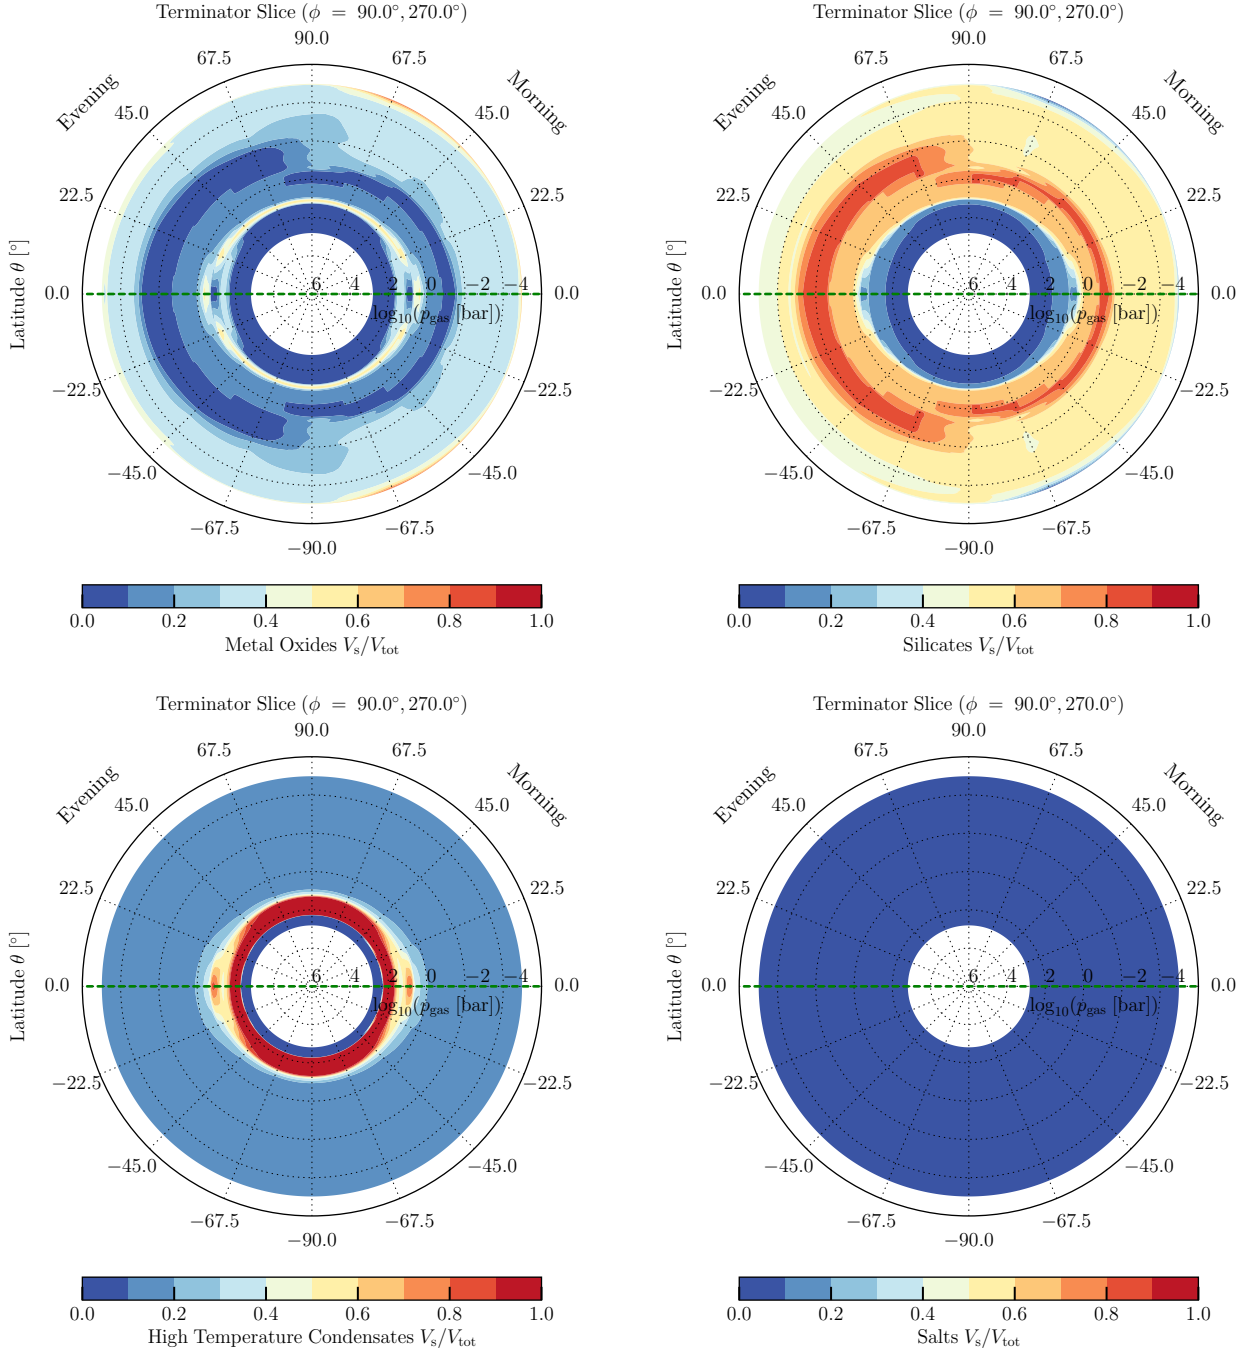 Terminator Slice (ϕ = 90.0°, 270.0°)
90.0
67.5 67.5
Evening Morning
45.0 45.0
22.5 22.5
Latitude θ [°]
0.0 6 4 2 0 −2 −4 0.0
log₁₀(p_gas [bar])
−22.5 −22.5
−45.0 −45.0
−67.5 −67.5
−90.0
0.0 0.2 0.4 0.6 0.8 1.0
Metal Oxides V_s/V_tot
Terminator Slice (ϕ = 90.0°, 270.0°)
90.0
67.5 67.5
Evening Morning
45.0 45.0
22.5 22.5
Latitude θ [°]
0.0 6 4 2 0 −2 −4 0.0
log₁₀(p_gas [bar])
−22.5 −22.5
−45.0 −45.0
−67.5 −67.5
−90.0
0.0 0.2 0.4 0.6 0.8 1.0
Silicates V_s/V_tot
Terminator Slice (ϕ = 90.0°, 270.0°)
90.0
67.5 67.5
Evening Morning
45.0 45.0
22.5 22.5
Latitude θ [°]
0.0 6 4 2 0 −2 −4 0.0
log₁₀(p_gas [bar])
−22.5 −22.5
−45.0 −45.0
−67.5 −67.5
−90.0
0.0 0.2 0.4 0.6 0.8 1.0
High Temperature Condensates V_s/V_tot
Terminator Slice (ϕ = 90.0°, 270.0°)
90.0
67.5 67.5
Evening Morning
45.0 45.0
22.5 22.5
Latitude θ [°]
0.0 6 4 2 0 −2 −4 0.0
log₁₀(p_gas [bar])
−22.5 −22.5
−45.0 −45.0
−67.5 −67.5
−90.0
0.0 0.2 0.4 0.6 0.8 1.0
Salts V_s/V_tot